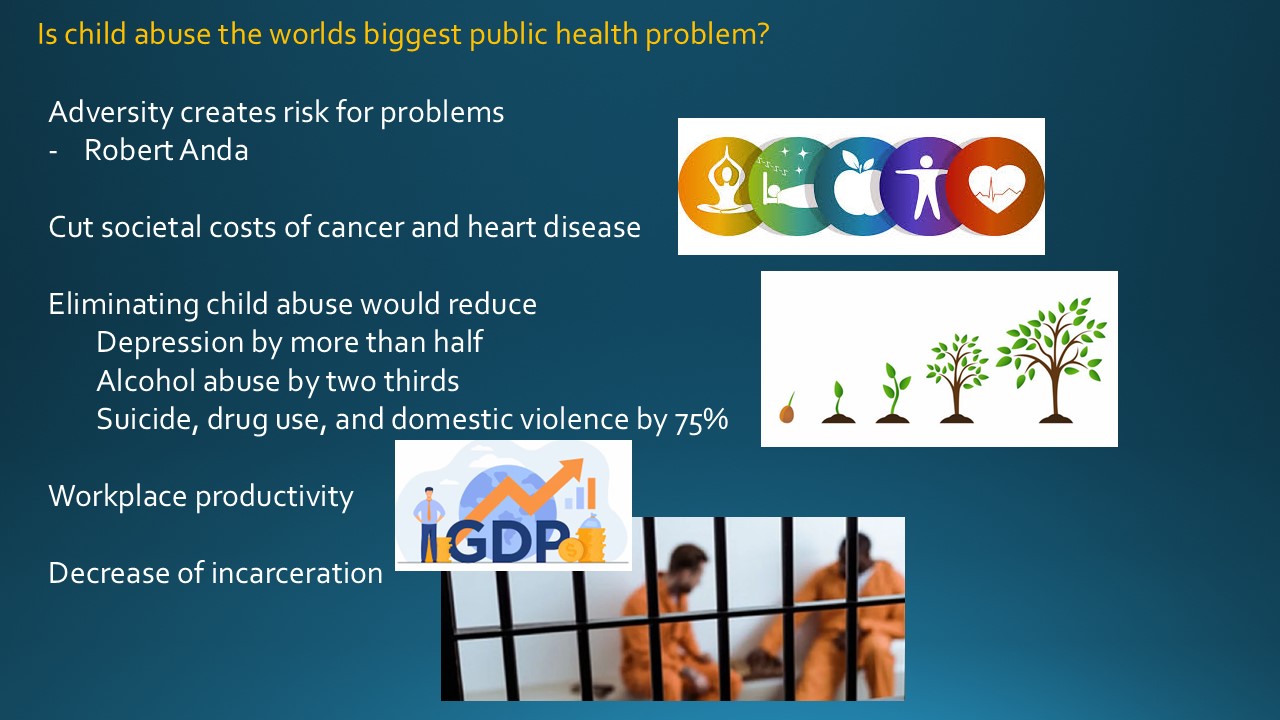 Is child abuse the worlds biggest public health problem?
Adversity creates risk for problems
- Robert Anda
Cut societal costs of cancer and heart disease
Eliminating child abuse would reduce
Depression by more than half
Alcohol abuse by two thirds
Suicide, drug use, and domestic violence by 75%
Workplace productivity
GDP
$
Decrease of incarceration